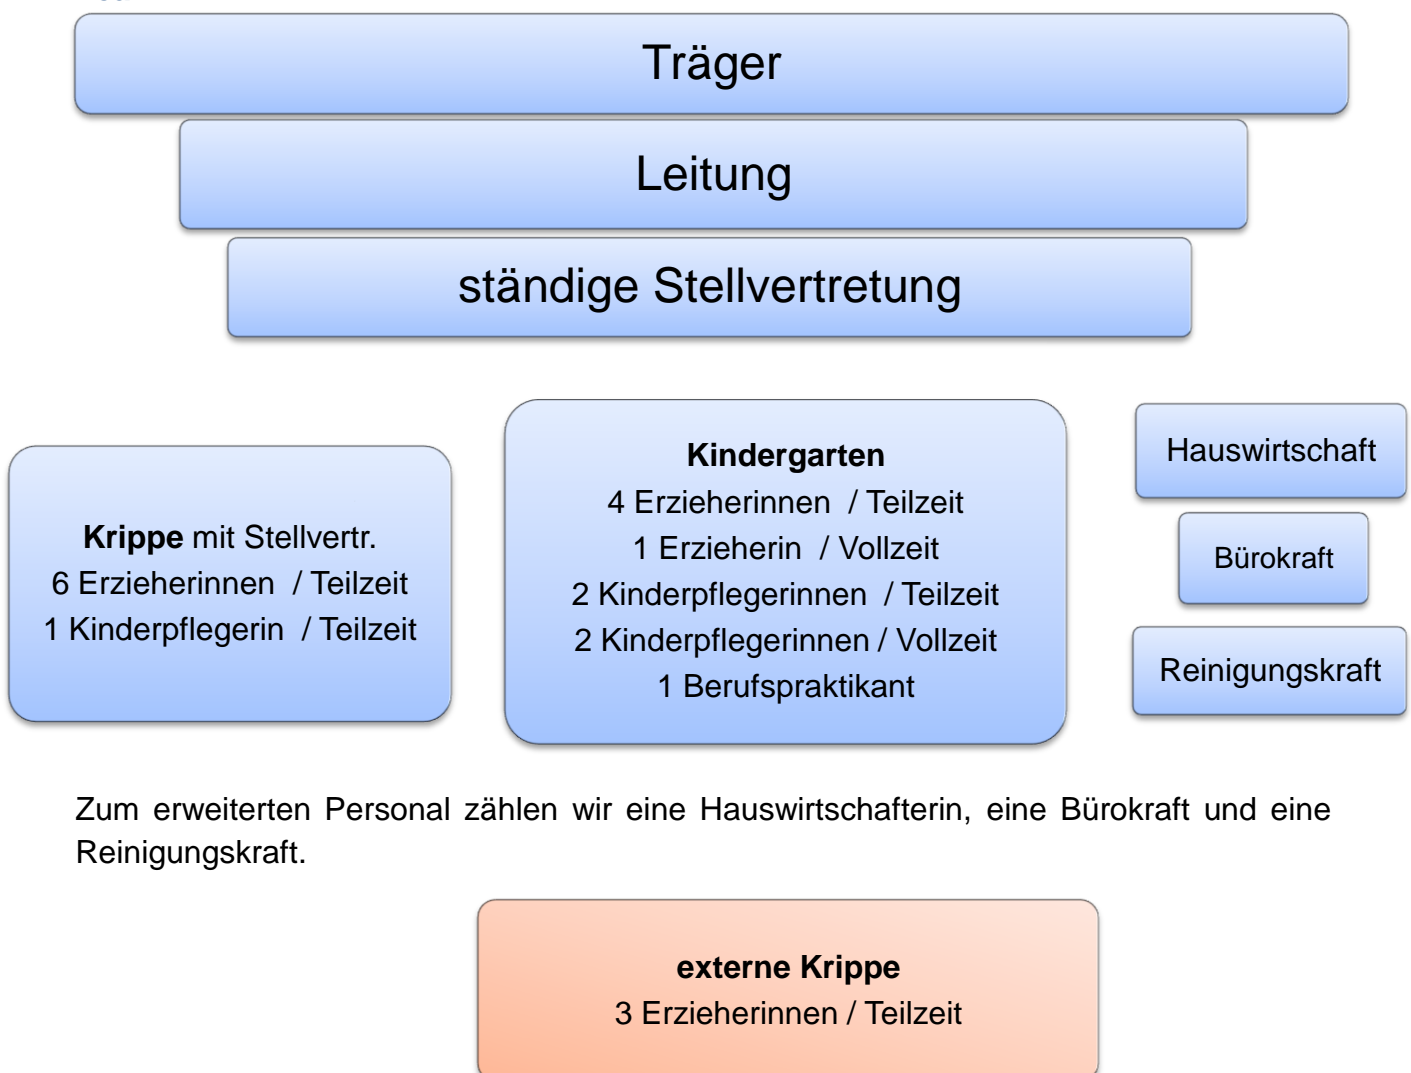 Träger
Leitung
ständige Stellvertretung
Krippe mit Stellvertr.
6 Erzieherinnen / Teilzeit
1 Kinderpflegerin / Teilzeit
Kindergarten
4 Erzieherinnen / Teilzeit
1 Erzieherin / Vollzeit
2 Kinderpflegerinnen / Teilzeit
2 Kinderpflegerinnen / Vollzeit
1 Berufspraktikant
Hauswirtschaft
Bürokraft
Reinigungskraft
Zum erweiterten Personal zählen wir eine Hauswirtschafterin, eine Bürokraft und eine
Reinigungskraft.
externe Krippe
3 Erzieherinnen / Teilzeit